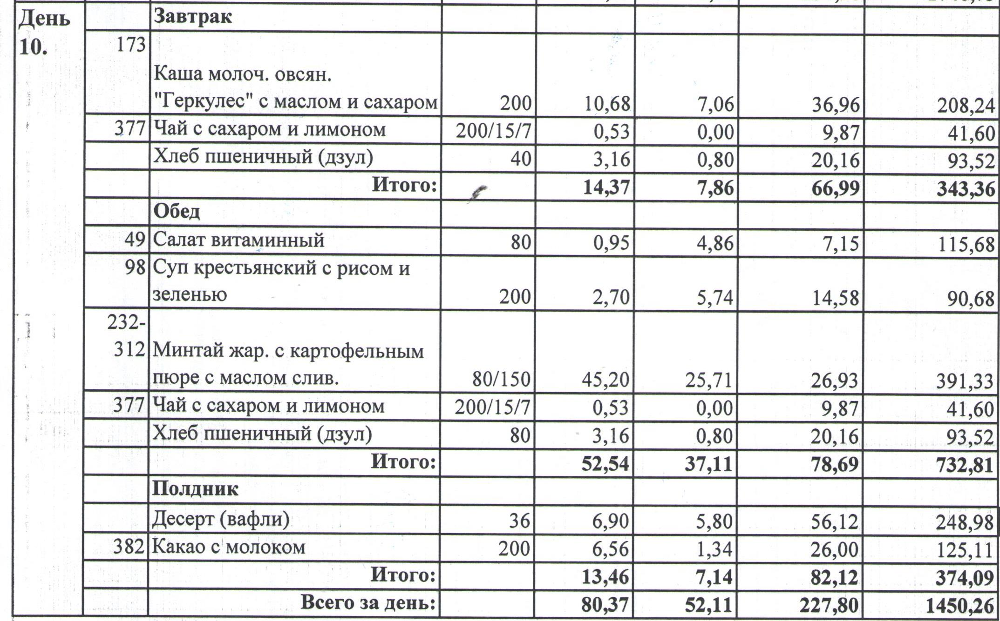 День
10.
Завтрак
173
Каша молоч. овсян.
"Геркулес" с маслом и сахаром 200 10,68 7,06 36,96 208,24
377 Чай с сахаром и лимоном 200/15/7 0,53 0,00 9,87 41,60
Хлеб пшеничный (дзул) 40 3,16 0,80 20,16 93,52
Итого: 14,37 7,86 66,99 343,36
Обед
49 Салат витаминный 80 0,95 4,86 7,15 115,68
98 Суп крестьянский с рисом и
зеленью 200 2,70 5,74 14,58 90,68
232-
312 Минтай жар. с картофельным
пюре с маслом слив. 80/150 45,20 25,71 26,93 391,33
377 Чай с сахаром и лимоном 200/15/7 0,53 0,00 9,87 41,60
Хлеб пшеничный (дзул) 80 3,16 0,80 20,16 93,52
Итого: 52,54 37,11 78,69 732,81
Полдник
Десерт (вафли) 36 6,90 5,80 56,12 248,98
382 Какао с молоком 200 6,56 1,34 26,00 125,11
Итого: 13,46 7,14 82,12 374,09
Всего за день: 80,37 52,11 227,80 1450,26